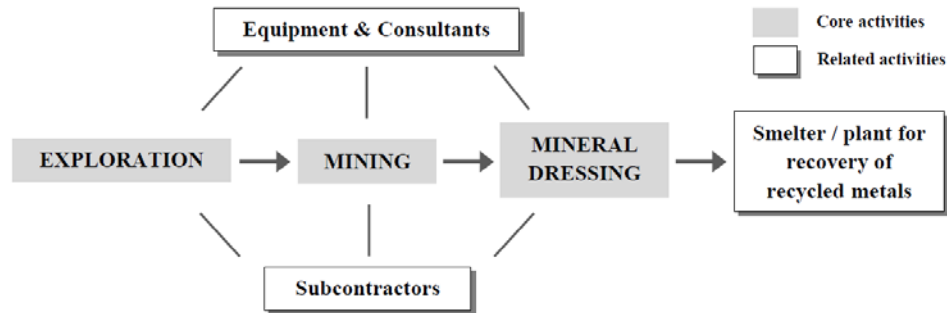 Equipment & Consultants
Core activities
Related activities
EXPLORATION
MINING
MINERAL
DRESSING
Smelter / plant for
recovery of
recycled metals
Subcontractors